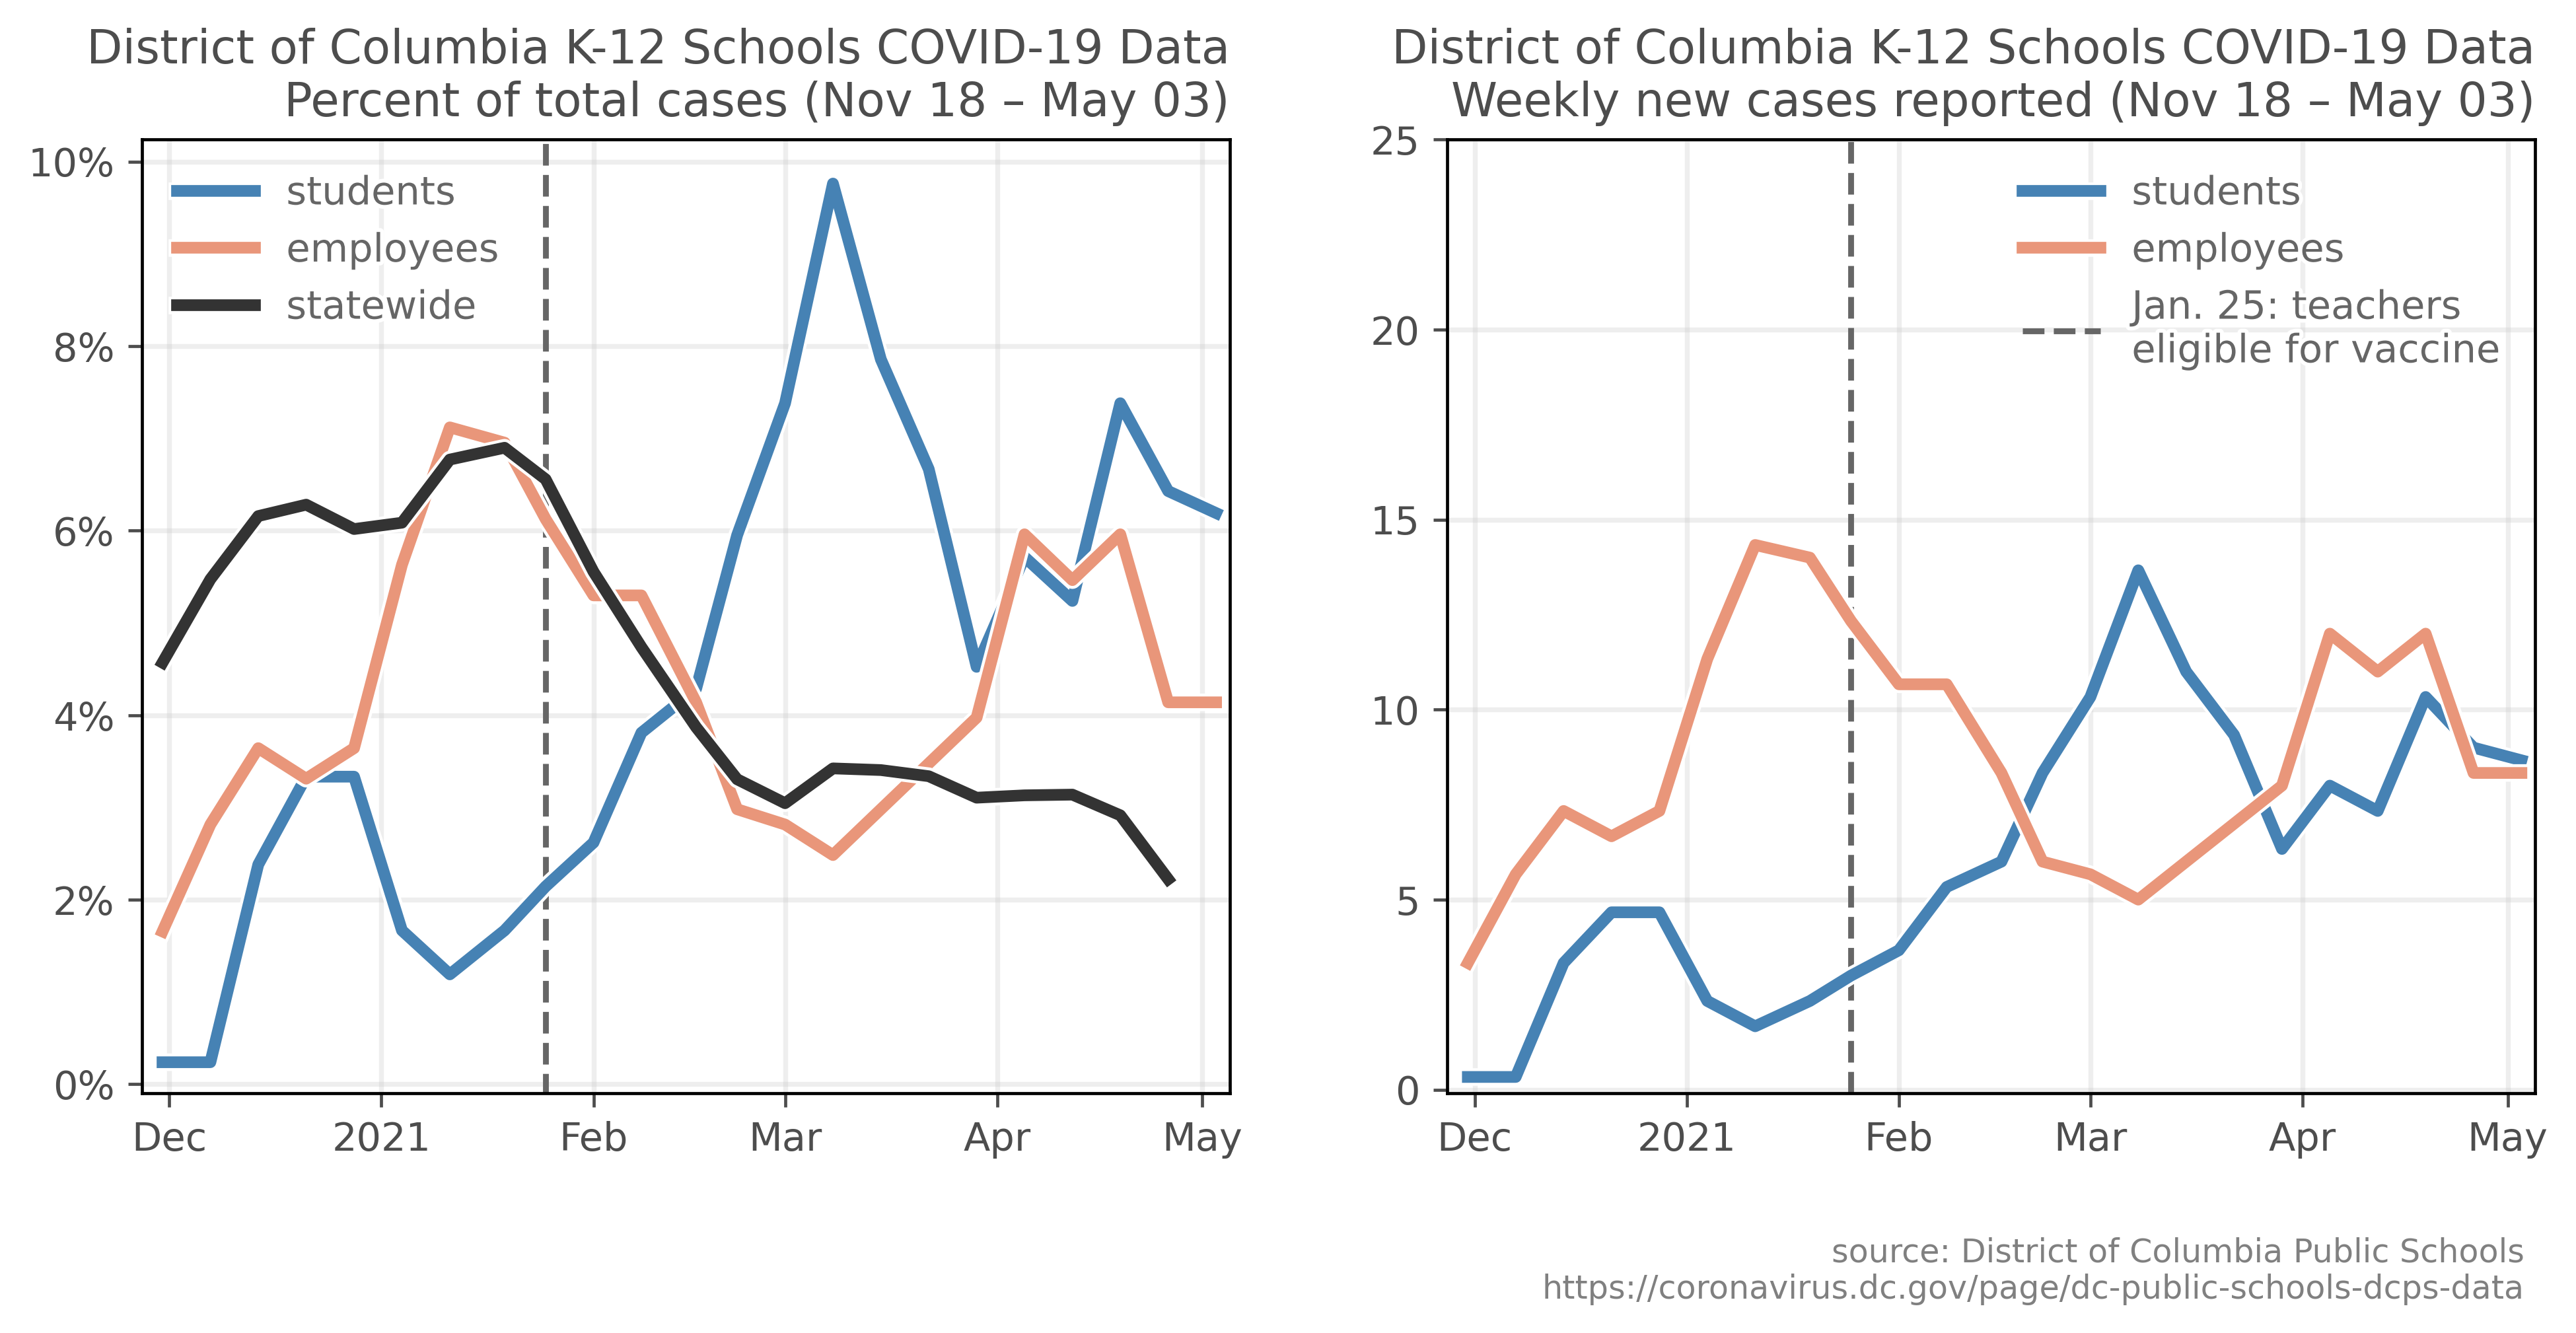 District of Columbia K-12 Schools COVID-19 Data
Percent of total cases (Nov 18 – May 03)
10%
8%
6%
4%
2%
0%
students
employees
statewide
Dec
2021
Feb
Mar
Apr
May
District of Columbia K-12 Schools COVID-19 Data
Weekly new cases reported (Nov 18 – May 03)
25
20
15
10
5
0
students
employees
Jan. 25: teachers
eligible for vaccine
Dec
2021
Feb
Mar
Apr
May
source: District of Columbia Public Schools
https://coronavirus.dc.gov/page/dc-public-schools-dcps-data